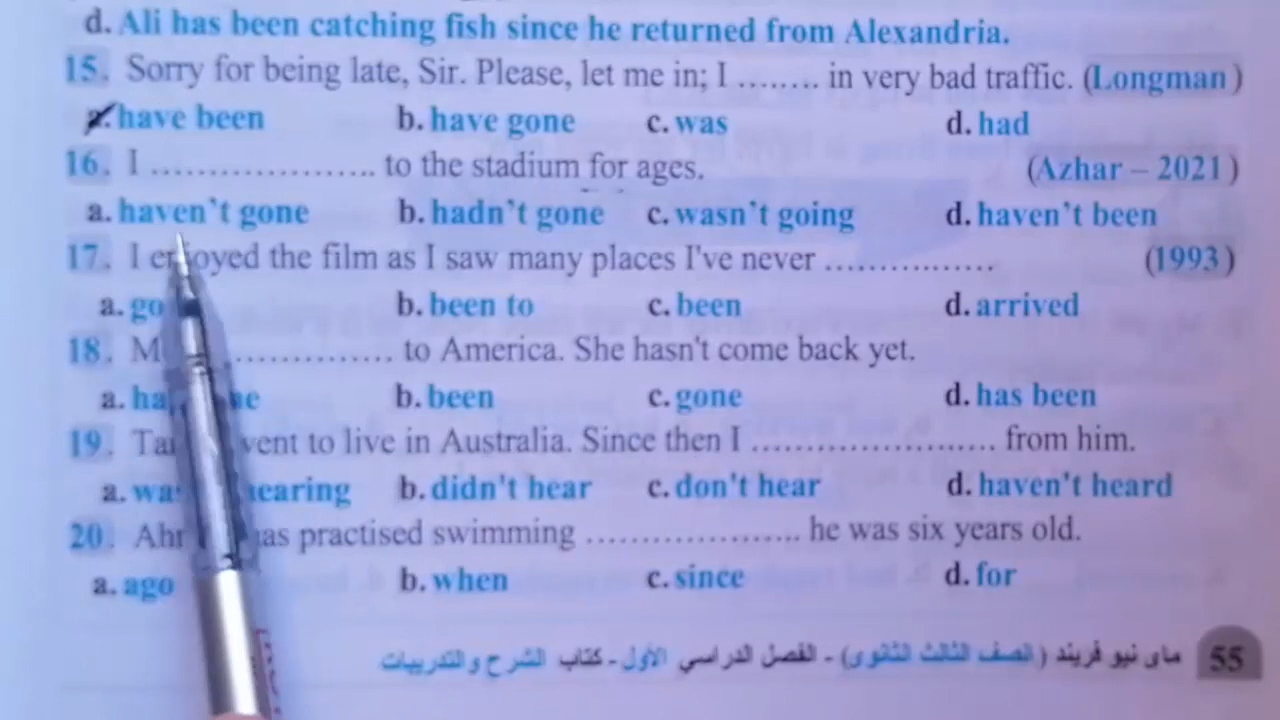 d. Ali has been catching fish since he returned from Alexandria.
15. Sorry for being late, Sir. Please, let me in; I ........ in very bad traffic. (Longman)
a. have been b. have gone c. was d. had
16. I .................... to the stadium for ages. (Azhar – 2021)
a. haven't gone b. hadn't gone c. wasn't going d. haven't been
17. I enjoyed the film as I saw many places I've never ................ (1993)
a. go b. been to c. been d. arrived
18. ............... to America. She hasn't come back yet.
a. b. been c. gone d. has been
19. went to live in Australia. Since then I ...................... from him.
a. hearing b. didn't hear c. don't hear d. haven't heard
20. has practised swimming .................... he was six years old.
a. ago b. when c. since d. for
55 ماى نيو فريند (الصف الثالث الثانوى) - الفصل الدراسي الأول - كتاب الشرح والتدريبات